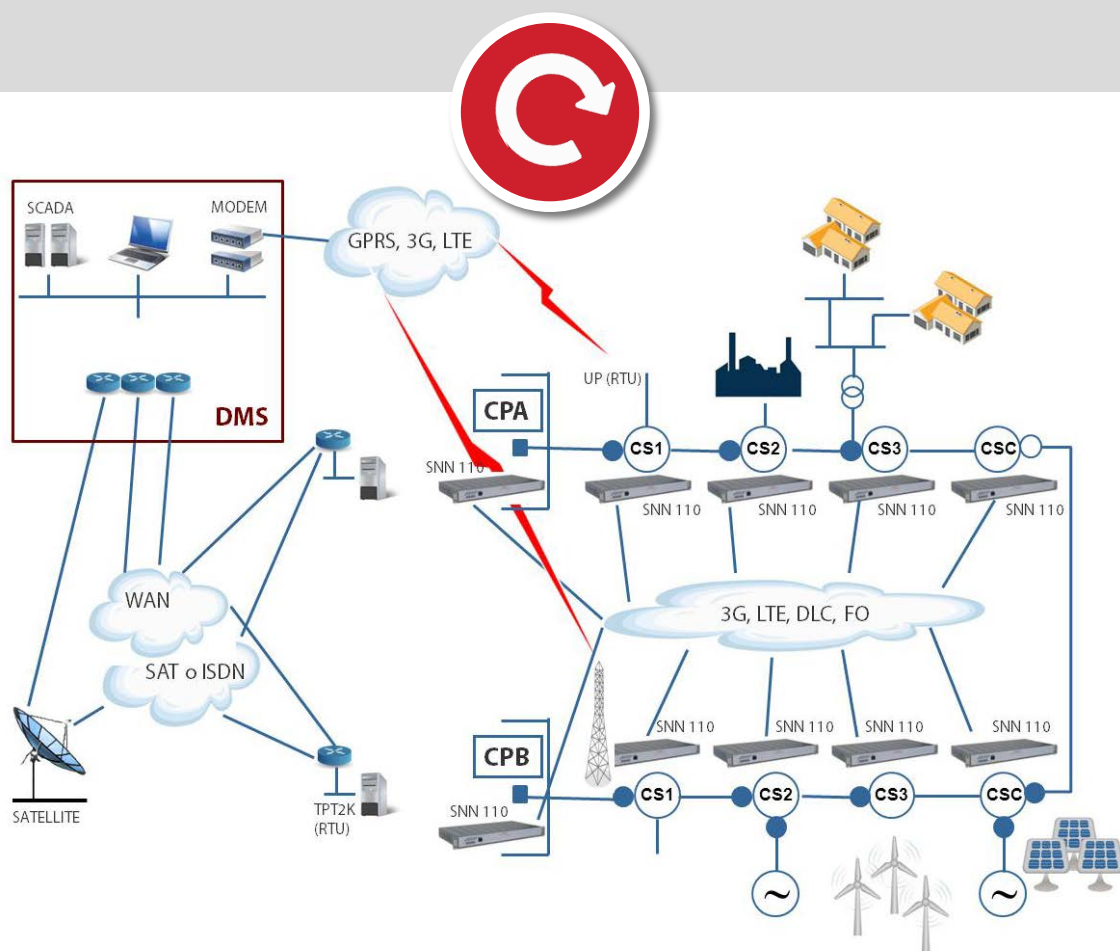 SCADA
MODEM
GPRS, 3G, LTE
DMS
UP (RTU)
CPA
CS1
CS2
CS3
CSC
SNN 110
SNN 110
SNN 110
SNN 110
SNN 110
WAN
SAT o ISDN
3G, LTE, DLC, FO
SNN 110
SNN 110
SNN 110
SNN 110
CPB
CS1
CS2
CS3
CSC
SNN 110
SATELLITE
TPT2K
(RTU)
~
~